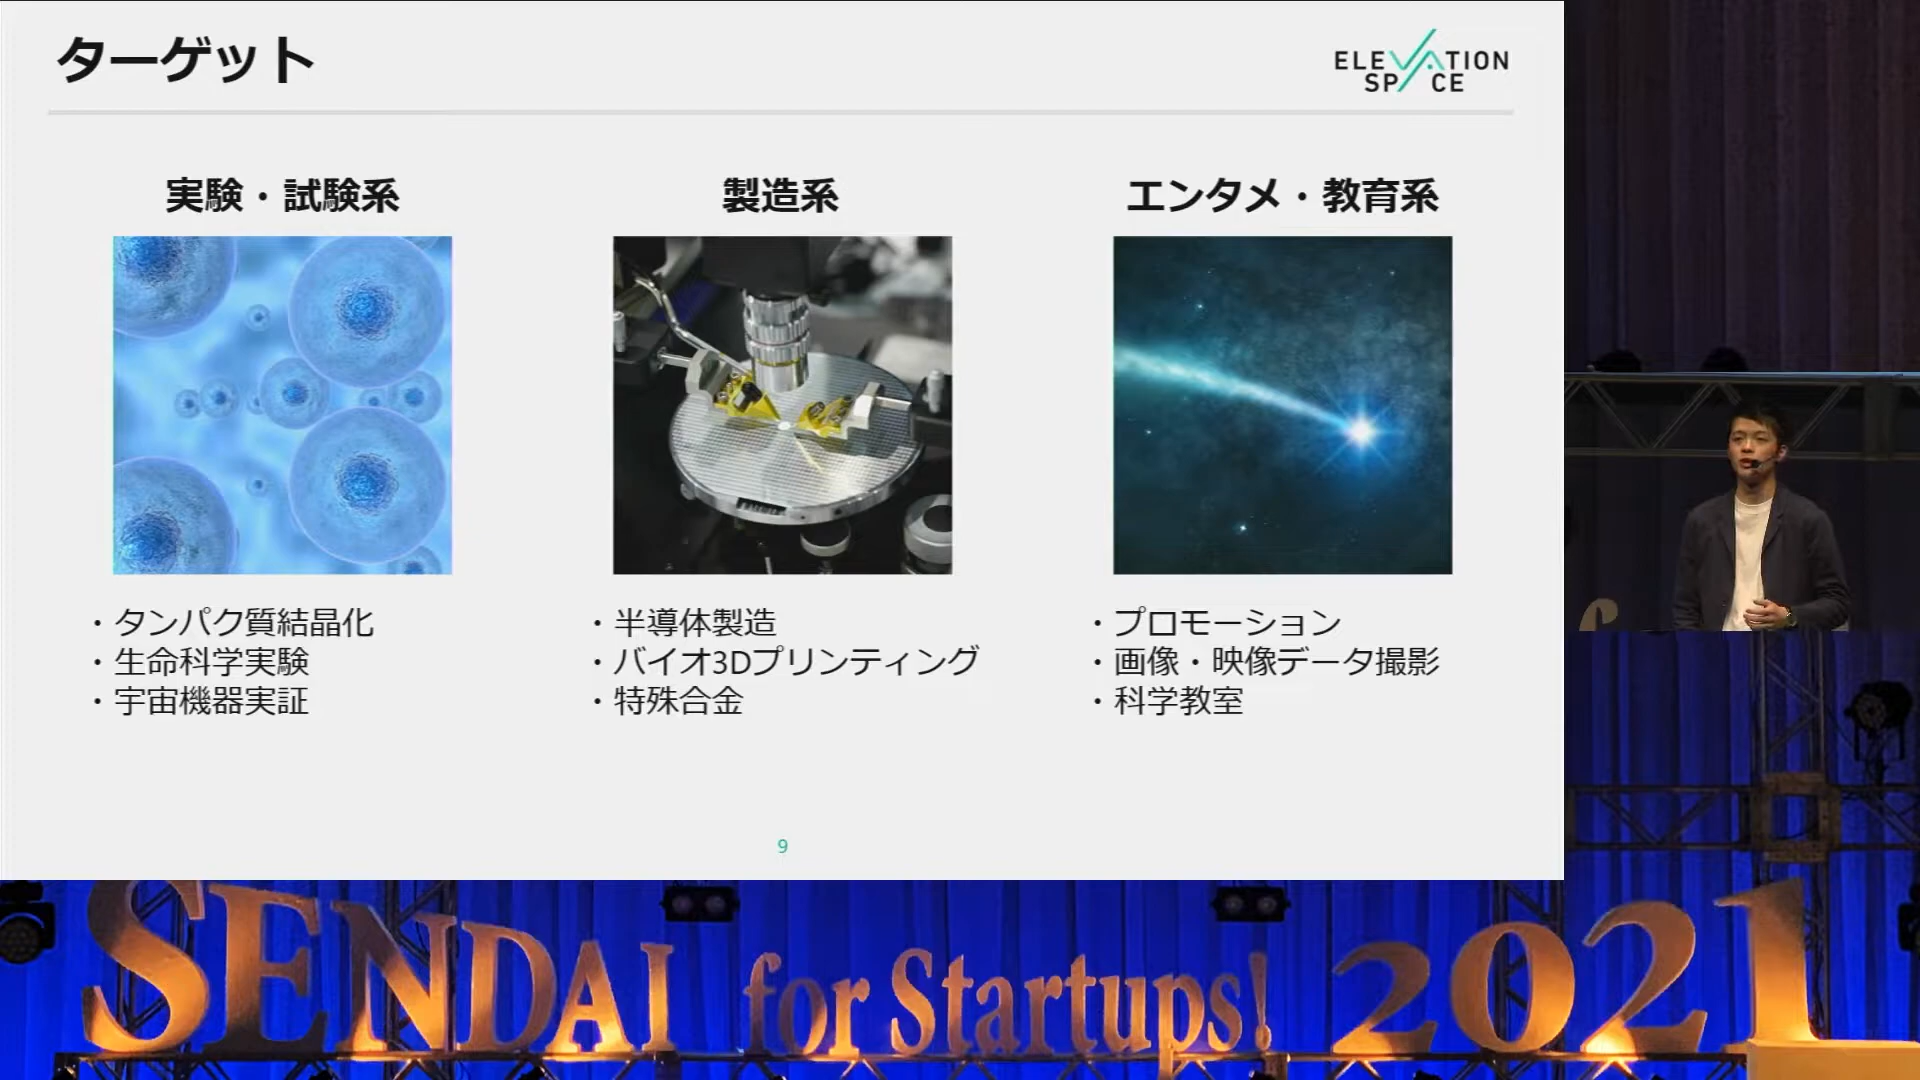 ターゲット
ELEVATION
SPACE
実験・試験系
・タンパク質結晶化
・生命科学実験
・宇宙機器実証
製造系
・半導体製造
・バイオ3Dプリンティング
・特殊合金
エンタメ・教育系
・プロモーション
・画像・映像データ撮影
・科学教室
9
SENDAI for Startups! 2021